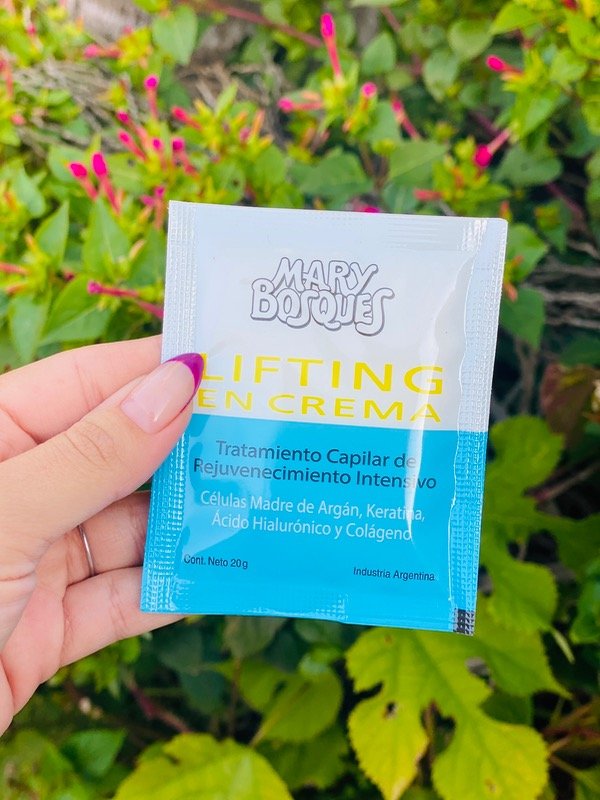 MARY
BOSQUES
LIFTING
EN CREMA
Tratamiento Capilar de
Rejuvenecimiento Intensivo
Células Madre de Argán, Keratina,
Ácido Hialurónico y Colágeno
Cont. Neto 20g
Industria Argentina